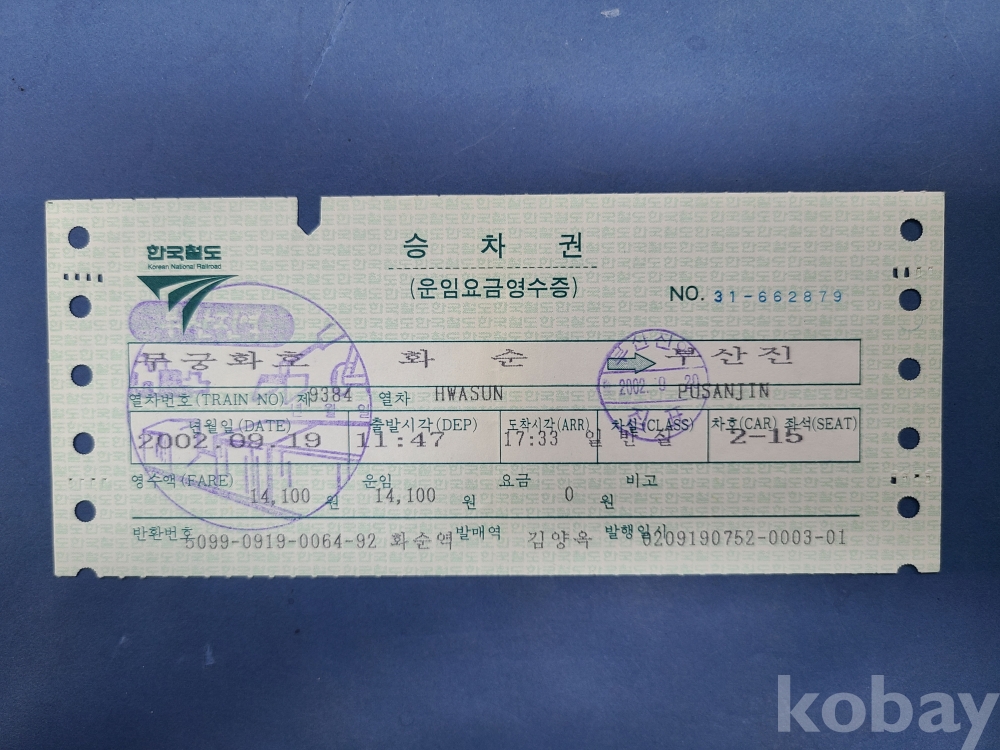 한국철도
Korean National Railroad
승 차 권
(운임요금영수증)
NO. 31-662879
무궁화호 화 순 부 산 진
열차번호(TRAIN NO) 제 9384 열차 HWASUN PUSANJIN
2002.
년월일(DATE) 출발시각(DEP) 도착시각(ARR) 차실(CLASS) 차호(CAR) 좌석(SEAT)
2002.09.19 11:47 17:33 일 반 실 2-15
영수액(FARE) 14,100 원 운임 14,100 원 요금 0 원 비고
반환번호 5099-0919-0064-92 화순역 발매역 김양옥 발행일시 0209190752-0003-01
kobay